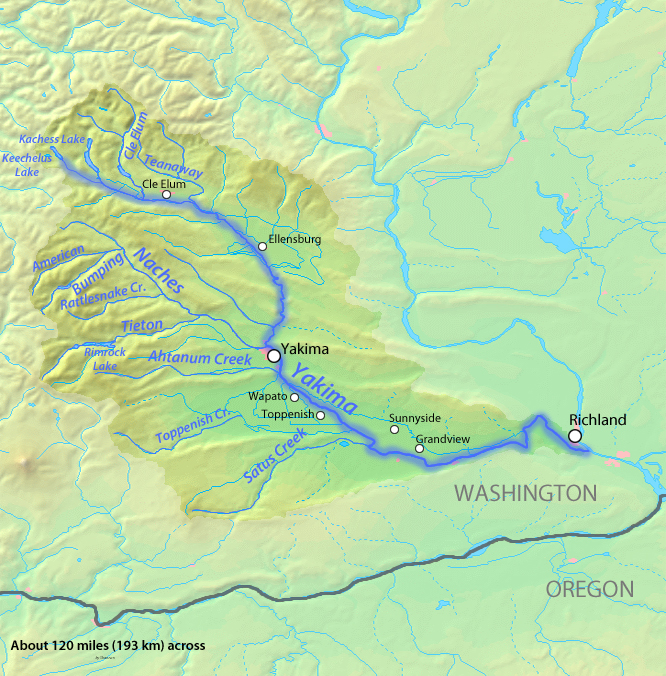 Kachess Lake
Keechelus
Lake
Cle Elum
Teanaway
Cle Elum
Ellensburg
American
Bumping
Naches
Rattlesnake Cr.
Tieton
Rimrock
Lake
Ahtanum Creek
Yakima
Yakima
Wapato
Toppenish
Toppenish Cr.
Satus Creek
Sunnyside
Grandview
Richland
WASHINGTON
OREGON
About 120 miles (193 km) across